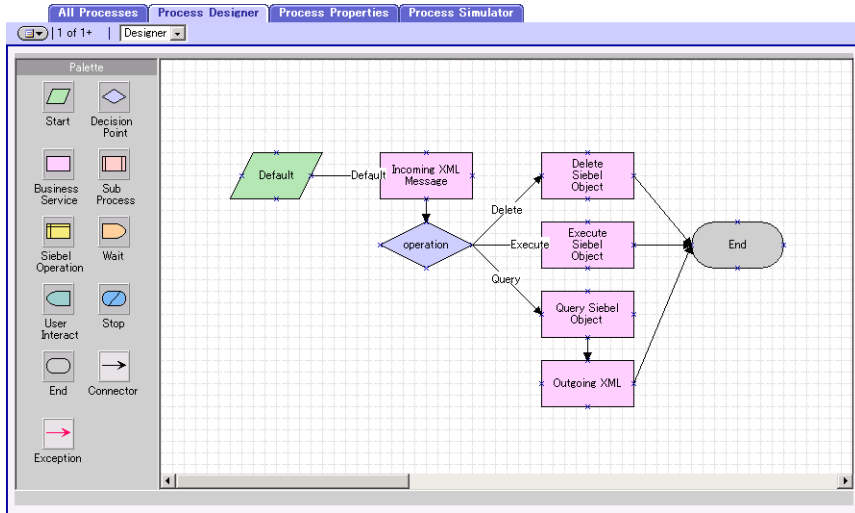 All Processes
Process Designer
Process Properties
Process Simulator
1 of 1+
Designer
Palette
Start
Decision
Point
Business
Service
Sub
Process
Siebel
Operation
Wait
User
Interact
Stop
End
Connector
Exception
Default
Default
Incoming XML
Message
operation
Delete
Execute
Query
Delete
Siebel
Object
Execute
Siebel
Object
Query Siebel
Object
Outgoing XML
End